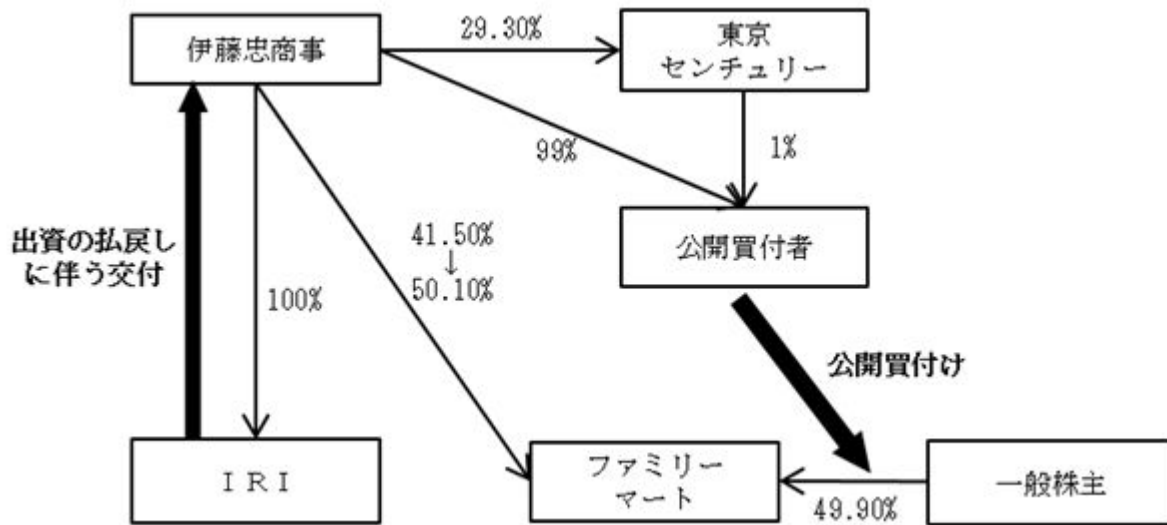 伊藤忠商事
29.30%
東京
センチュリー
99%
1%
出資の払戻し
に伴う交付
41.50%
↓
50.10%
公開買付者
100%
公開買付け
ＩＲＩ
ファミリー
マート
49.90%
一般株主